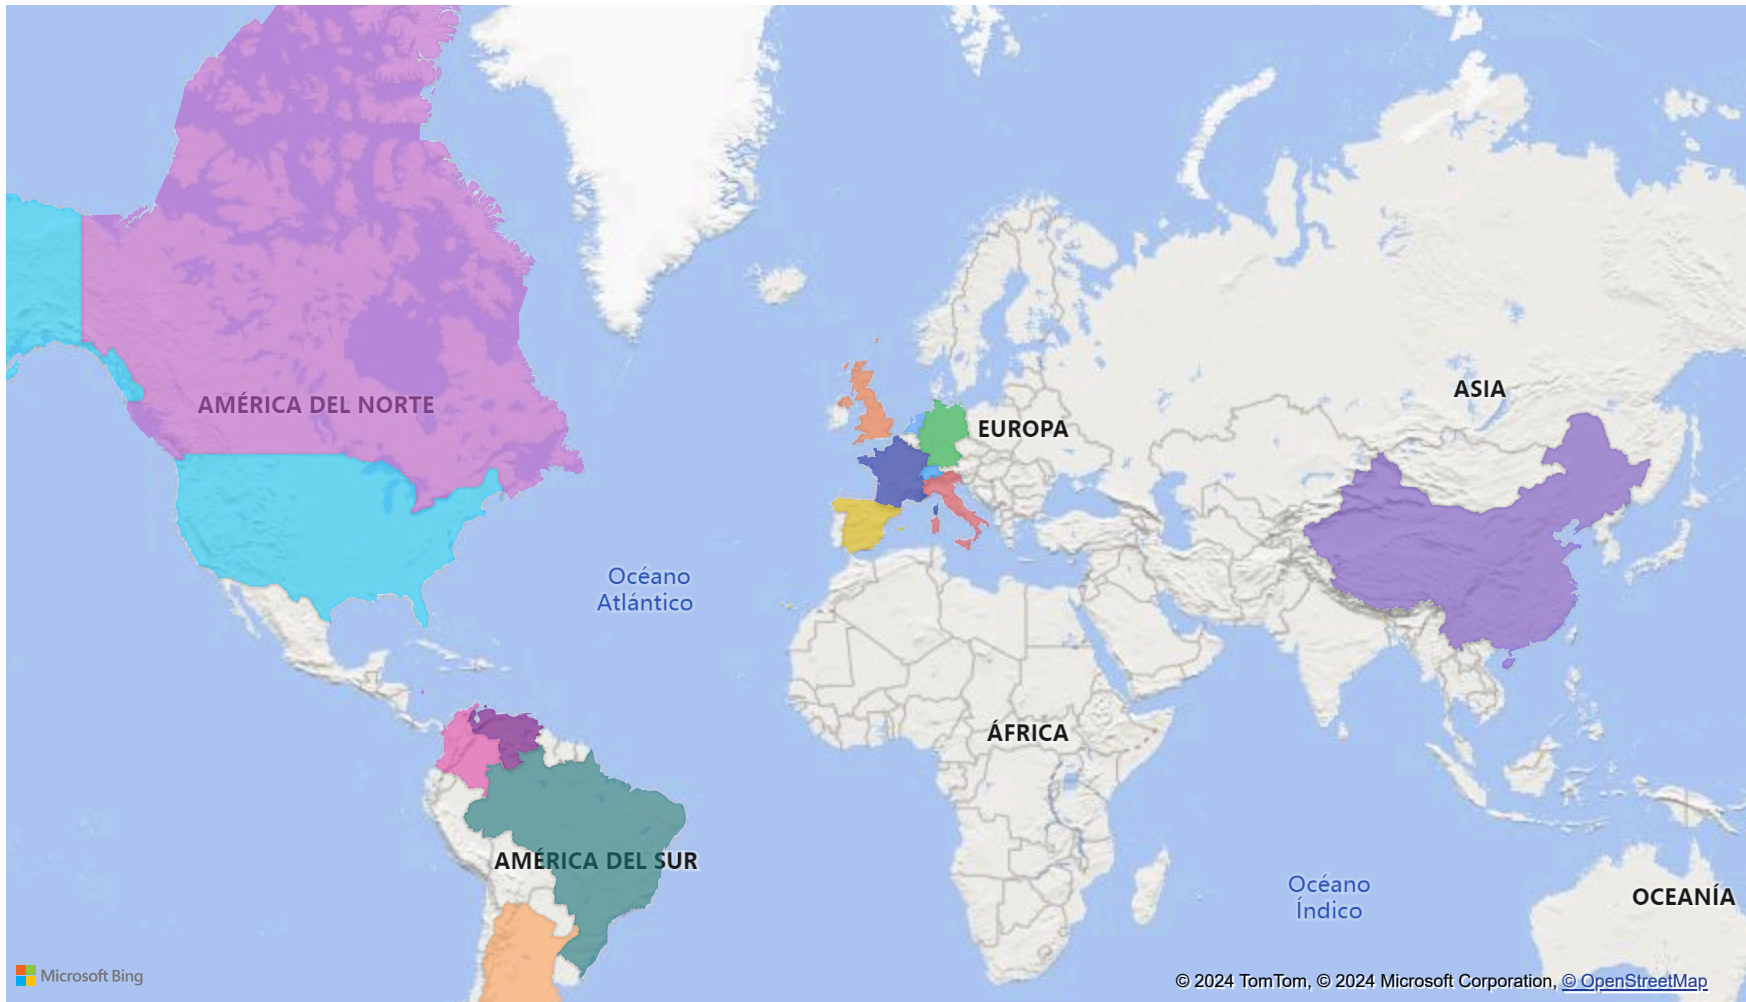 ASIA
AMÉRICA DEL NORTE
EUROPA
Océano
Atlántico
ÁFRICA
AMÉRICA DEL SUR
Océano
Índico
OCEANÍA
Microsoft Bing
© 2024 TomTom, © 2024 Microsoft Corporation, © OpenStreetMap